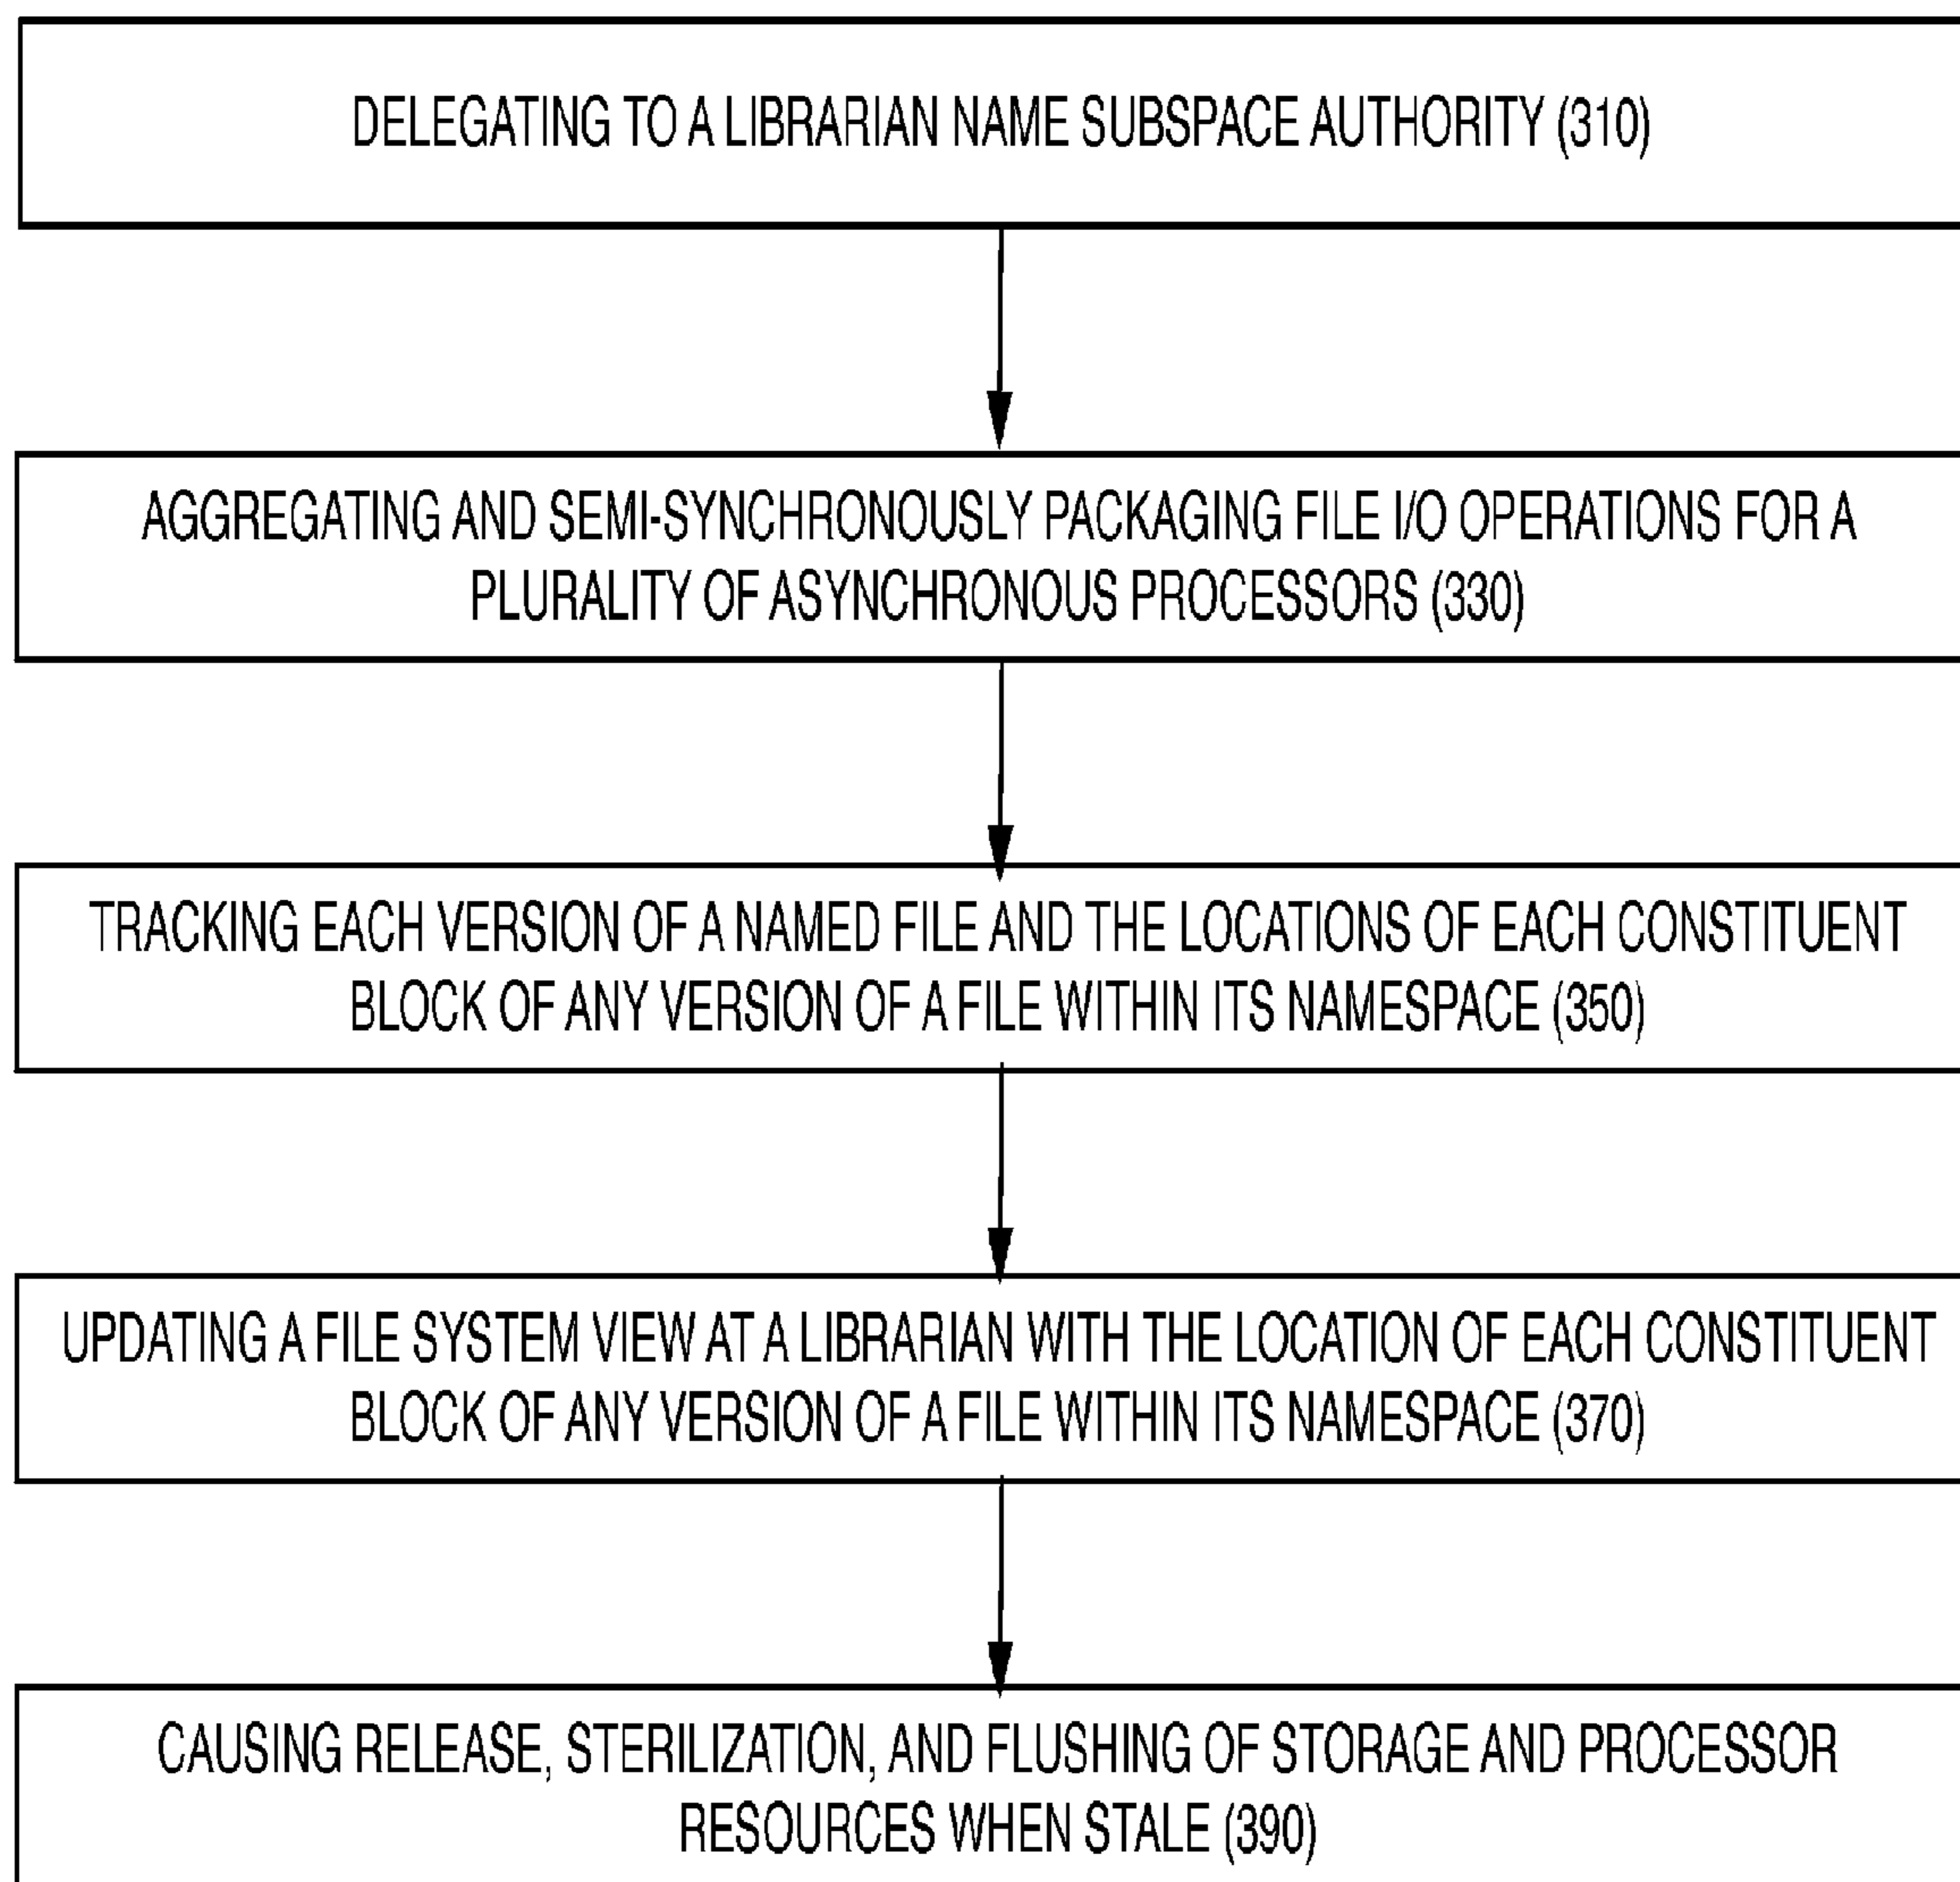 DELEGATING TO A LIBRARIAN NAME SUBSPACE AUTHORITY (310)
AGGREGATING AND SEMI-SYNCHRONOUSLY PACKAGING FILE I/O OPERATIONS FOR A
PLURALITY OF ASYNCHRONOUS PROCESSORS (330)
TRACKING EACH VERSION OF A NAMED FILE AND THE LOCATIONS OF EACH CONSTITUENT
BLOCK OF ANY VERSION OF A FILE WITHIN ITS NAMESPACE (350)
UPDATING A FILE SYSTEM VIEW AT A LIBRARIAN WITH THE LOCATION OF EACH CONSTITUENT
BLOCK OF ANY VERSION OF A FILE WITHIN ITS NAMESPACE (370)
CAUSING RELEASE, STERILIZATION, AND FLUSHING OF STORAGE AND PROCESSOR
RESOURCES WHEN STALE (390)